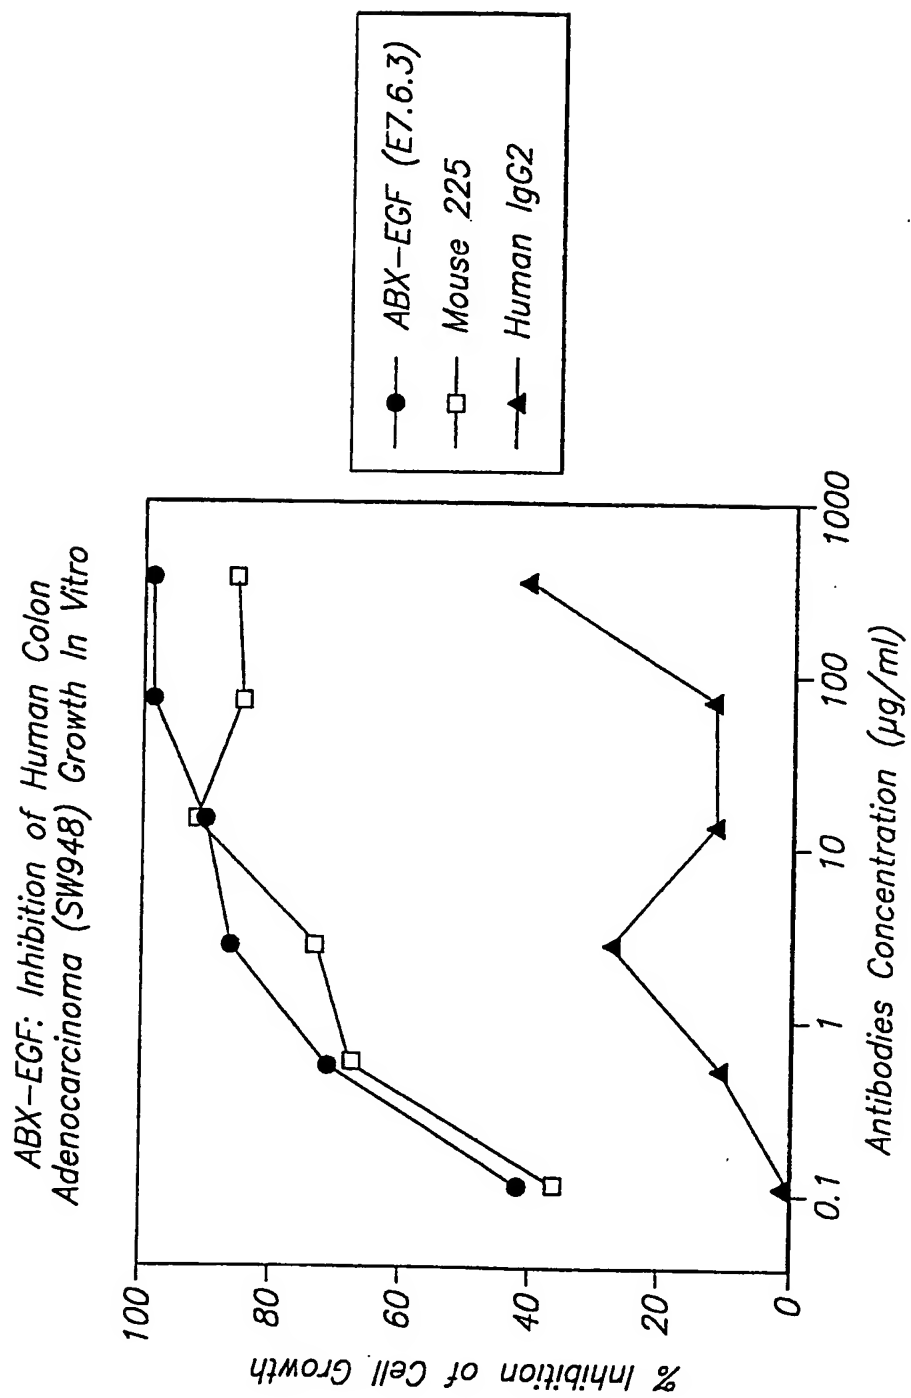 ABX–EGF: Inhibition of Human Colon
Adenocarcinoma (SW948) Growth In Vitro
% Inhibition of Cell Growth
100
80
60
40
20
0
0.1
1
10
100
1000
Antibodies Concentration (µg/ml)
ABX–EGF (E7.6.3)
Mouse 225
Human IgG2